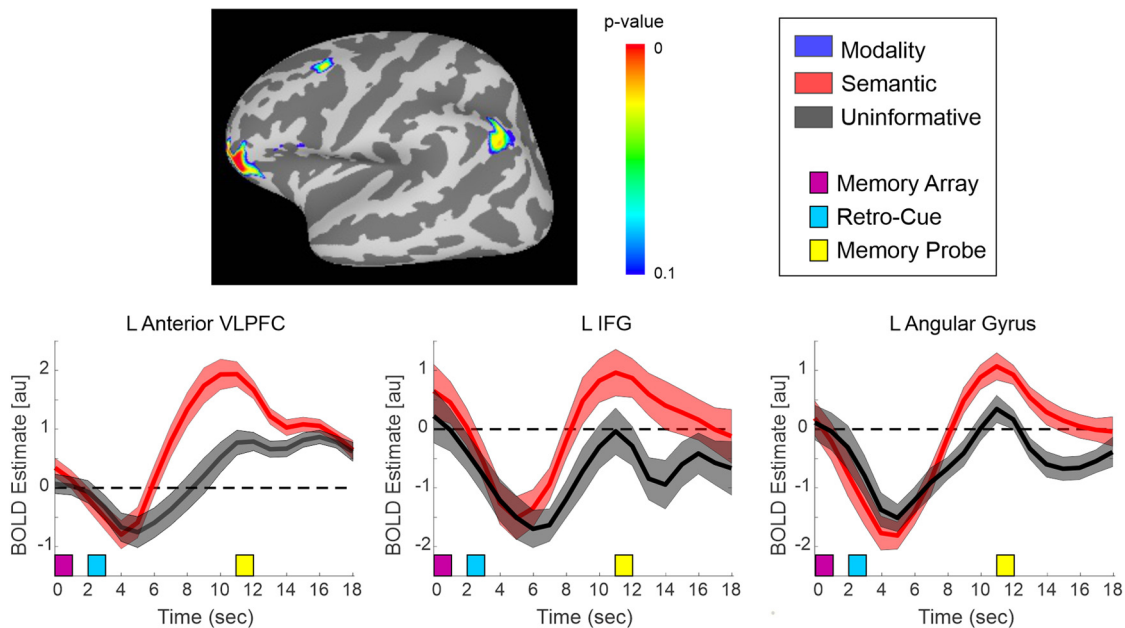 p-value
0
0.1
Modality
Semantic
Uninformative
Memory Array
Retro-Cue
Memory Probe
L Anterior VLPFC
BOLD Estimate [au]
2
1
0
-1
0 2 4 6 8 10 12 14 16 18
Time (sec)
L IFG
BOLD Estimate [au]
1
0
-1
-2
0 2 4 6 8 10 12 14 16 18
Time (sec)
L Angular Gyrus
BOLD Estimate [au]
1
0
-1
-2
0 2 4 6 8 10 12 14 16 18
Time (sec)